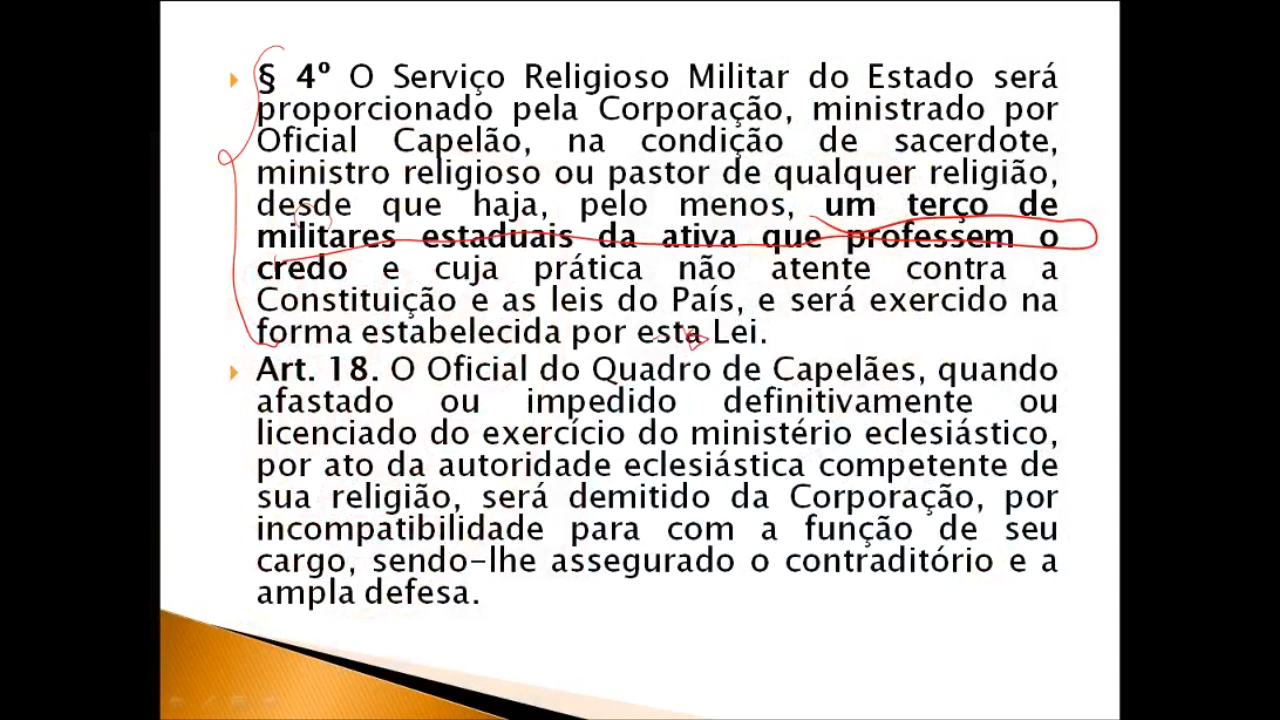 § 4º O Serviço Religioso Militar do Estado será
proporcionado pela Corporação, ministrado por
Oficial Capelão, na condição de sacerdote,
ministro religioso ou pastor de qualquer religião,
desde que haja, pelo menos, um terço de
militares estaduais da ativa que professem o
credo e cuja prática não atente contra a
Constituição e as leis do País, e será exercido na
forma estabelecida por esta Lei.
Art. 18. O Oficial do Quadro de Capelães, quando
afastado ou impedido definitivamente ou
licenciado do exercício do ministério eclesiástico,
por ato da autoridade eclesiástica competente de
sua religião, será demitido da Corporação, por
incompatibilidade para com a função de seu
cargo, sendo-lhe assegurado o contraditório e a
ampla defesa.